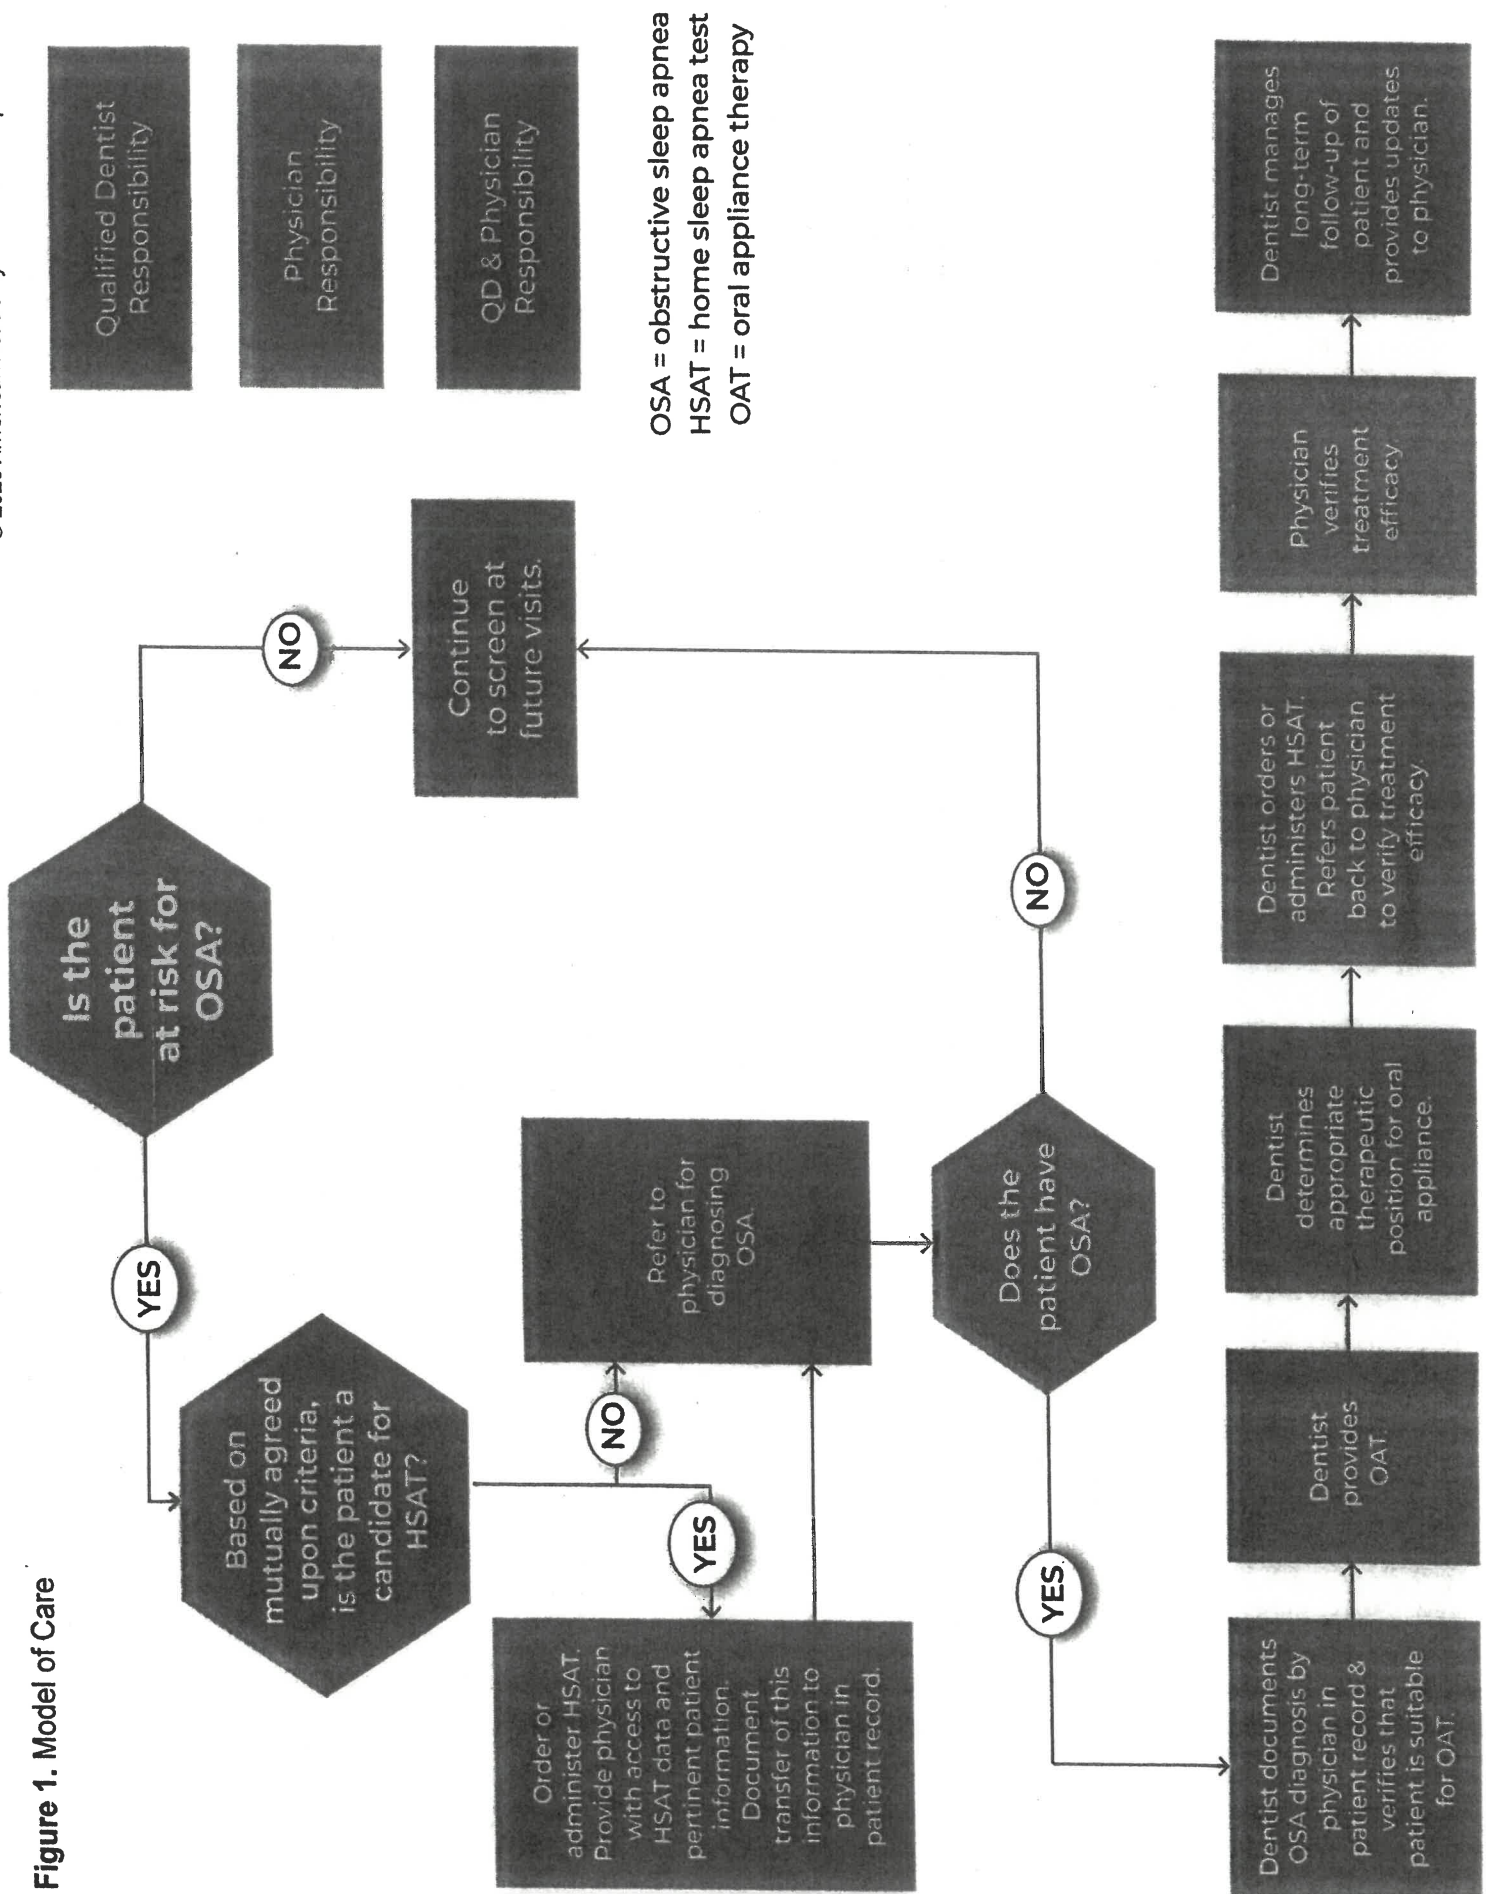 Figure 1. Model of Care
Is the
patient
at risk for
OSA?
YES
NO
Based on
mutually agreed
upon criteria,
is the patient a
candidate for
HSAT?
NO
YES
Order or
administer HSAT.
Provide physician
with access to
HSAT data and
pertinent patient
information.
Document
transfer of this
information to
physician in
patient record.
Refer to
physician for
diagnosing
OSA.
Continue
to screen at
future visits.
Does the
patient have
OSA?
YES
NO
Dentist documents
OSA diagnosis by
physician in
patient record &
verifies that
patient is suitable
for OAT.
Dentist
provides
OAT.
Dentist
determines
appropriate
therapeutic
position for oral
appliance.
Dentist orders or
administers HSAT.
Refers patient
back to physician
to verify treatment
efficacy.
Physician
verifies
treatment
efficacy.
Dentist manages
long-term
follow-up of
patient and
provides updates
to physician.
Qualified Dentist
Responsibility
Physician
Responsibility
QD & Physician
Responsibility
OSA = obstructive sleep apnea
HSAT = home sleep apnea test
OAT = oral appliance therapy